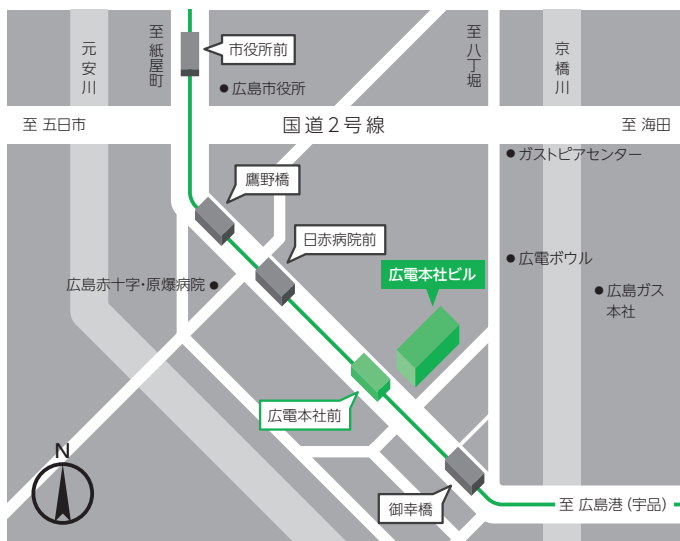 元安川
至 紙屋町
市役所前
広島市役所
至 八丁堀
京橋川
至 五日市
国道2号線
至 海田
ガストピアセンター
鷹野橋
日赤病院前
広島赤十字・原爆病院
広電本社ビル
広電ボウル
広島ガス
本社
広電本社前
N
御幸橋
至 広島港(宇品)